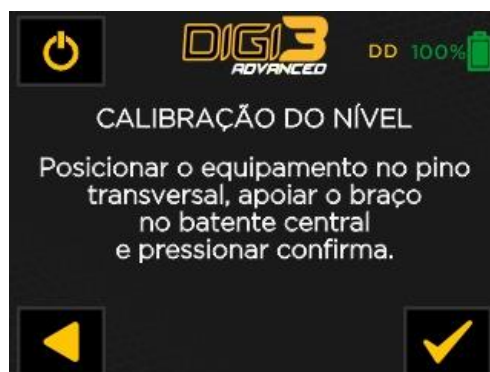 DIGI3
ADVANCED
DD 100%
CALIBRAÇÃO DO NÍVEL
Posicionar o equipamento no pino
transversal, apoiar o braço
no batente central
e pressionar confirma.